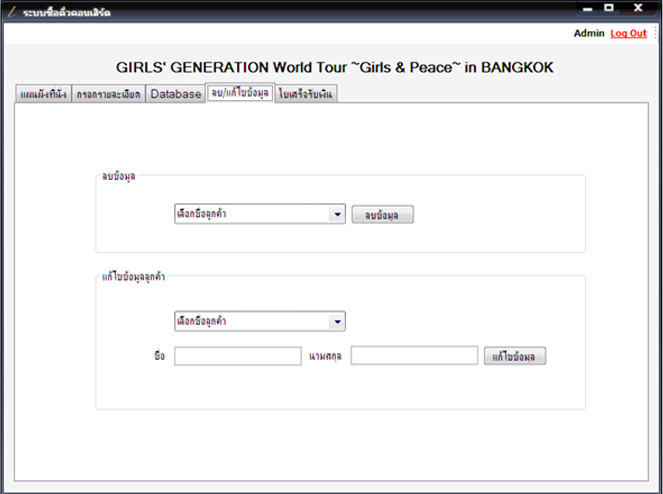 ระบบซื้อตั๋วคอนเสิร์ต
Admin Log Out
GIRLS' GENERATION World Tour ~Girls & Peace~ in BANGKOK
แผนผังที่นั่ง กรอกรายละเอียด Database ลบ/แก้ไขข้อมูล ใบเสร็จรับเงิน
ลบข้อมูล
เลือกชื่อลูกค้า ลบข้อมูล
แก้ไขข้อมูลลูกค้า
เลือกชื่อลูกค้า
ชื่อ นามสกุล แก้ไขข้อมูล